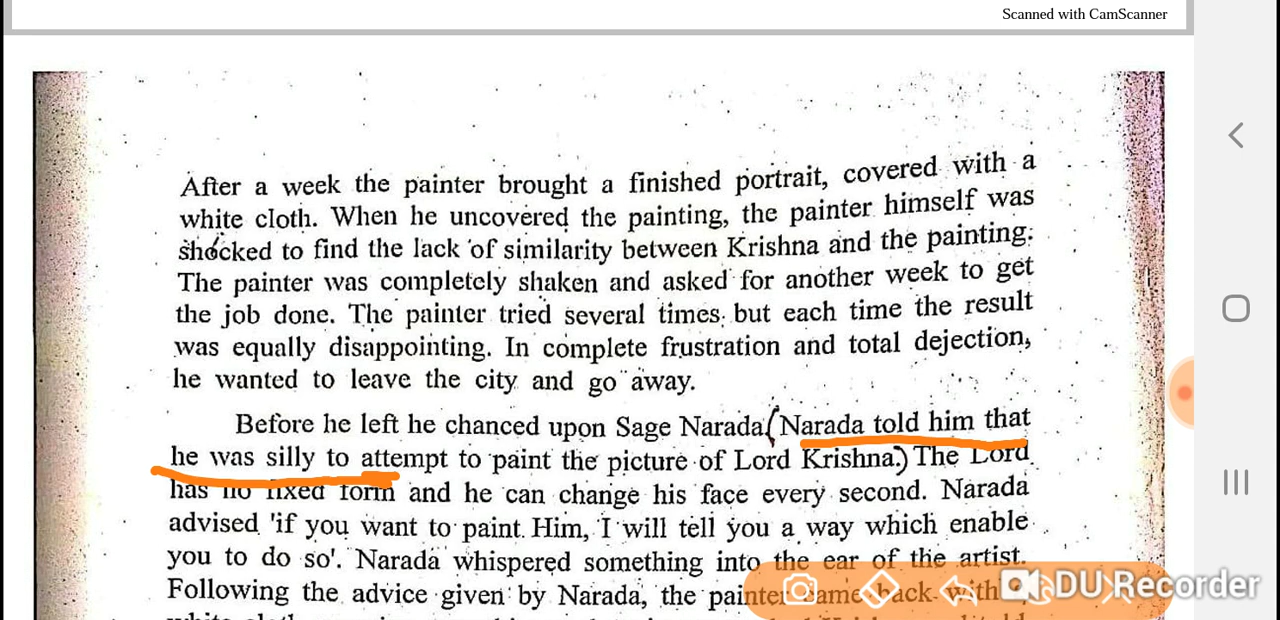 Scanned with CamScanner
After a week the painter brought a finished portrait, covered with a
white cloth. When he uncovered the painting, the painter himself was
shocked to find the lack of similarity between Krishna and the painting.
The painter was completely shaken and asked for another week to get
the job done. The painter tried several times but each time the result
was equally disappointing. In complete frustration and total dejection,
he wanted to leave the city and go away.
Before he left he chanced upon Sage Narada (Narada told him that
he was silly to attempt to paint the picture of Lord Krishna.) The Lord
has no fixed form and he can change his face every second. Narada
advised 'if you want to paint Him, I will tell you a way which enable
you to do so'. Narada whispered something into the ear of the artist.
Following the advice given by Narada, the painter came back with
DU Recorder